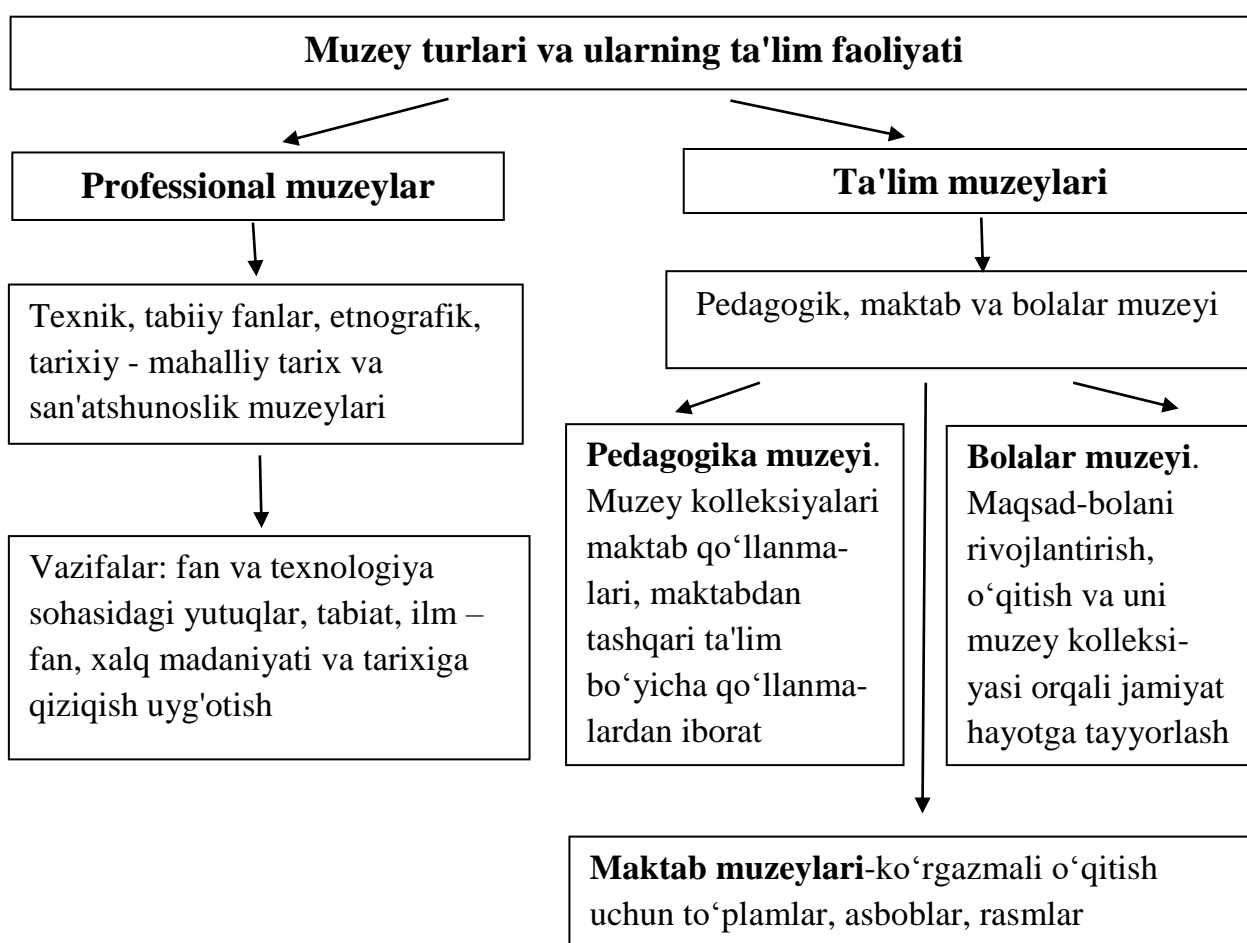 Muzey turlari va ularning ta'lim faoliyati
Professional muzeylar
Ta'lim muzeylari
Texnik, tabiiy fanlar, etnografik,
tarixiy - mahalliy tarix va
san'atshunoslik muzeylari
Pedagogik, maktab va bolalar muzeyi
Vazifalar: fan va texnologiya
sohasidagi yutuqlar, tabiat, ilm –
fan, xalq madaniyati va tarixiga
qiziqish uyg'otish
Pedagogika muzeyi.
Muzey kolleksiyalari
maktab qo‘llanma-
lari, maktabdan
tashqari ta'lim
bo‘yicha qo‘llanma-
lardan iborat
Bolalar muzeyi.
Maqsad-bolani
rivojlantirish,
o‘qitish va uni
muzey kolleksi-
yasi orqali jamiyat
hayotga tayyorlash
Maktab muzeylari-ko‘rgazmali o‘qitish
uchun to‘plamlar, asboblar, rasmlar